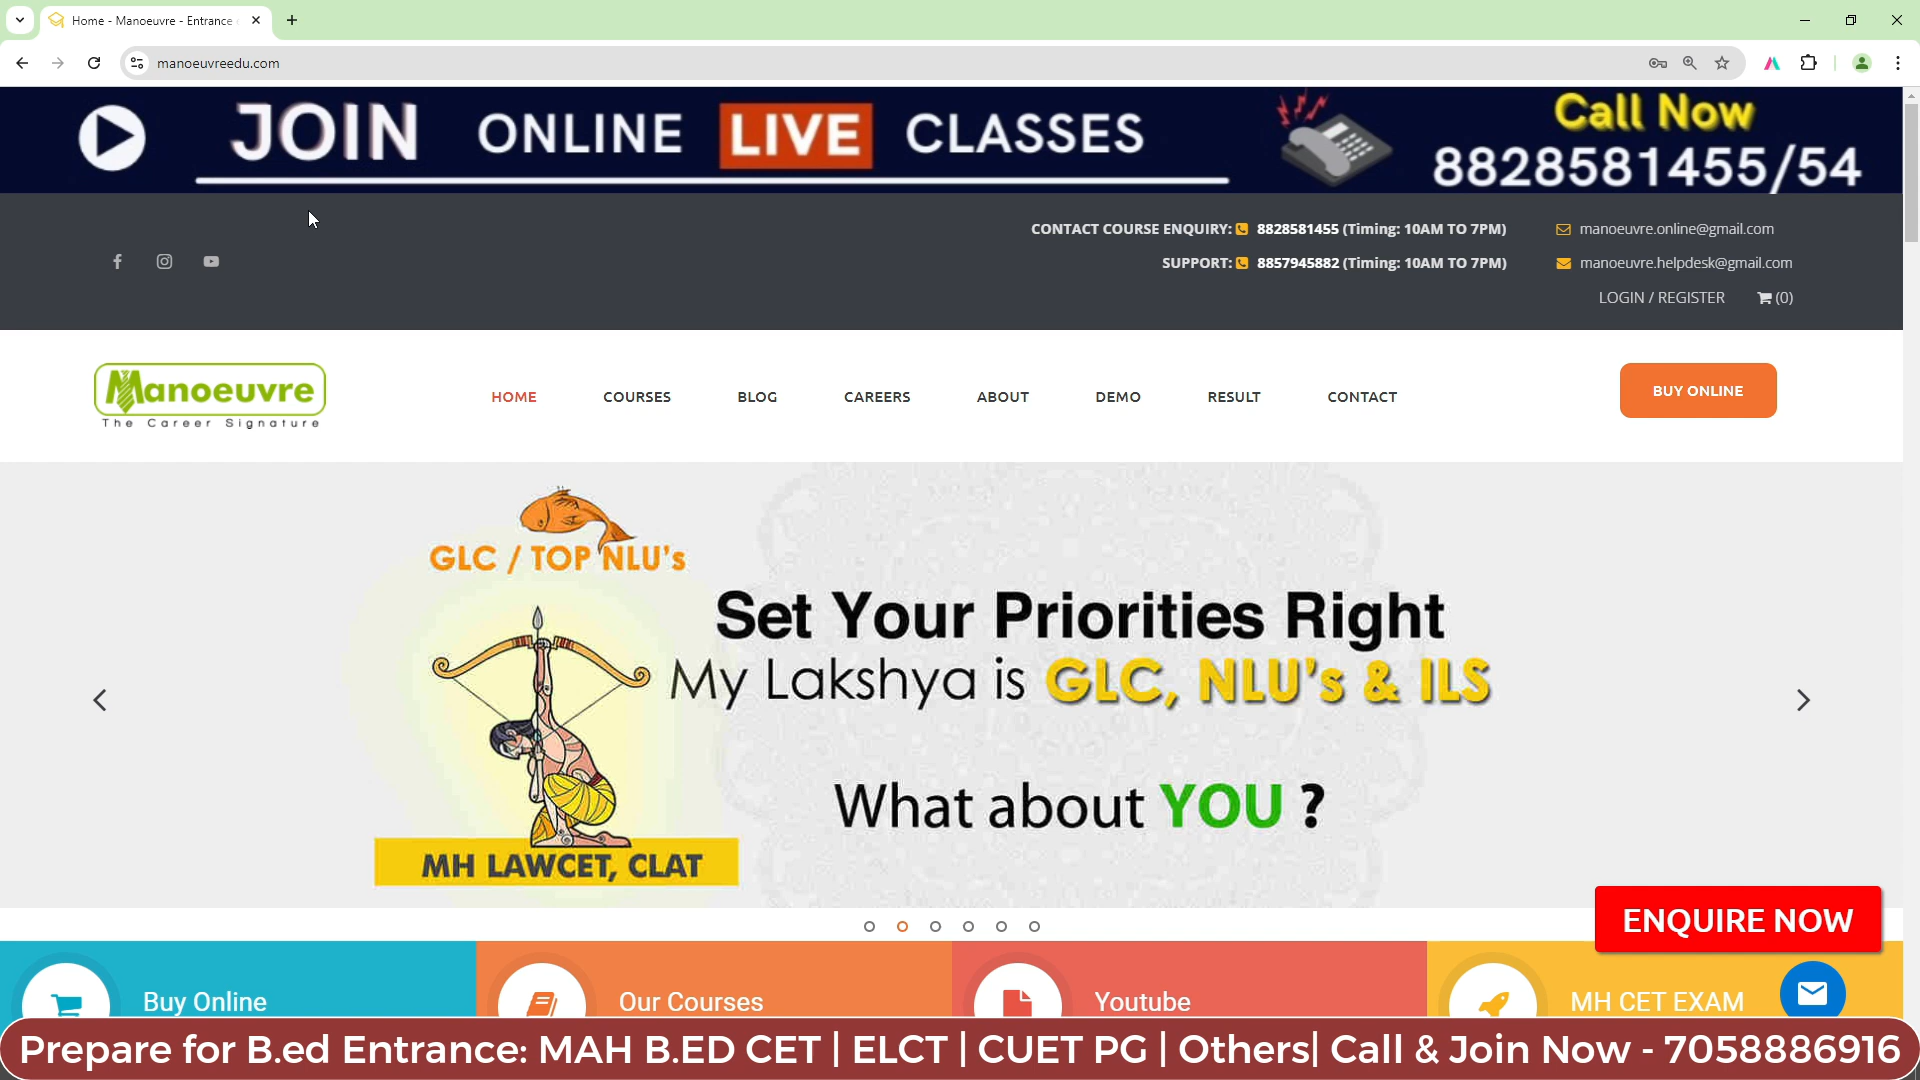 Home - Manoeuvre - Entrance
manoeuvreedu.com
JOIN ONLINE LIVE CLASSES
Call Now
8828581455/54
CONTACT COURSE ENQUIRY: 8828581455 (Timing: 10AM TO 7PM)
manoeuvre.online@gmail.com
SUPPORT: 8857945882 (Timing: 10AM TO 7PM)
manoeuvre.helpdesk@gmail.com
LOGIN / REGISTER (0)
Manoeuvre
The Career Signature
HOME COURSES BLOG CAREERS ABOUT DEMO RESULT CONTACT
BUY ONLINE
GLC / TOP NLU's
Set Your Priorities Right
My Lakshya is GLC, NLU's & ILS
What about YOU ?
MH LAWCET, CLAT
ENQUIRE NOW
Buy Online
Our Courses
Youtube
MH CET EXAM
Prepare for B.ed Entrance: MAH B.ED CET | ELCT | CUET PG | Others| Call & Join Now - 7058886916